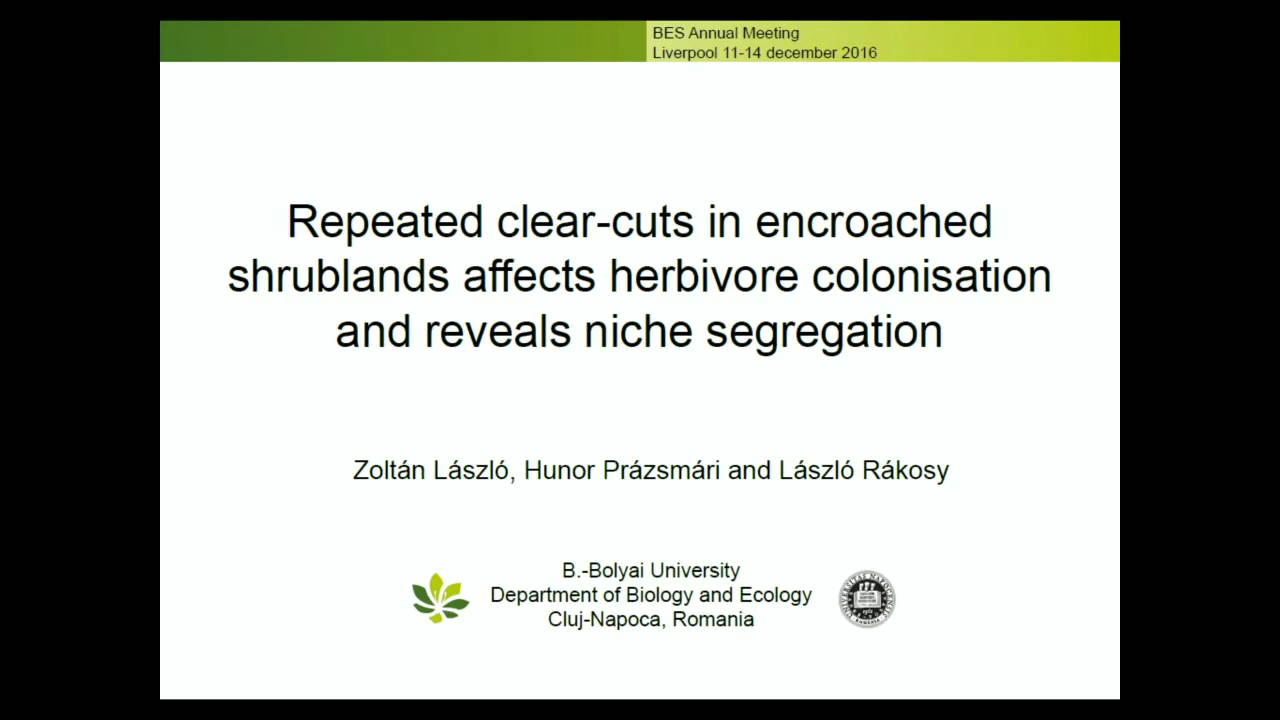 BES Annual Meeting
Liverpool 11-14 december 2016
Repeated clear-cuts in encroached
shrublands affects herbivore colonisation
and reveals niche segregation
Zoltán László, Hunor Prázsmári and László Rákosy
B.-Bolyai University
Department of Biology and Ecology
Cluj-Napoca, Romania